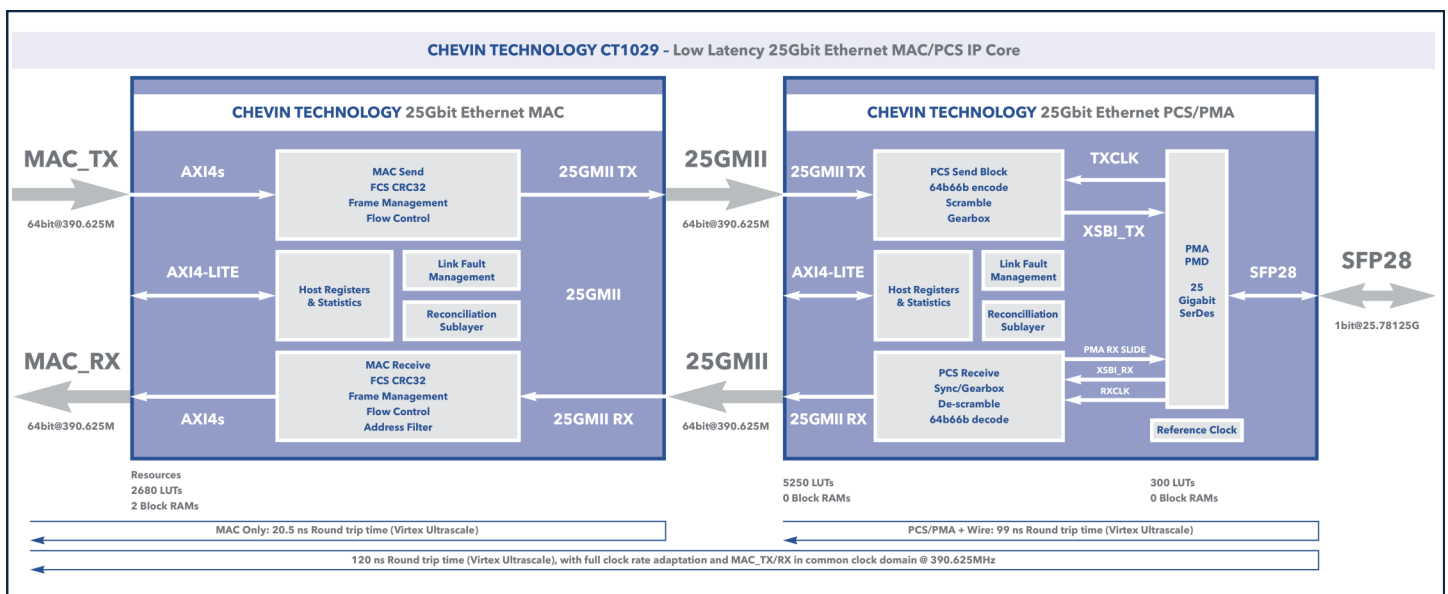 CHEVIN TECHNOLOGY CT1029 – Low Latency 25Gbit Ethernet MAC/PCS IP Core
CHEVIN TECHNOLOGY 25Gbit Ethernet MAC
MAC_TX
64bit@390.625M
AXI4s
MAC Send
FCS CRC32
Frame Management
Flow Control
25GMII TX
AXI4-LITE
Host Registers
& Statistics
Link Fault
Management
Reconciliation
Sublayer
25GMII
MAC_RX
64bit@390.625M
AXI4s
MAC Receive
FCS CRC32
Frame Management
Flow Control
Address Filter
25GMII RX
25GMII
64bit@390.625M
25GMII
64bit@390.625M
CHEVIN TECHNOLOGY 25Gbit Ethernet PCS/PMA
25GMII TX
PCS Send Block
64b66b encode
Scramble
Gearbox
TXCLK
XSBI_TX
AXI4-LITE
Host Registers
& Statistics
Link Fault
Management
Reconcilliation
Sublayer
PMA
PMD
25
Gigabit
SerDes
SFP28
SFP28
1bit@25.78125G
25GMII RX
PCS Receive
Sync/Gearbox
De-scramble
64b66b decode
PMA RX SLIDE
XSBI_RX
RXCLK
Reference Clock
Resources
2680 LUTs
2 Block RAMs
5250 LUTs
0 Block RAMs
300 LUTs
0 Block RAMs
MAC Only: 20.5 ns Round trip time (Virtex Ultrascale)
PCS/PMA + Wire: 99 ns Round trip time (Virtex Ultrascale)
120 ns Round trip time (Virtex Ultrascale), with full clock rate adaptation and MAC_TX/RX in common clock domain @ 390.625MHz